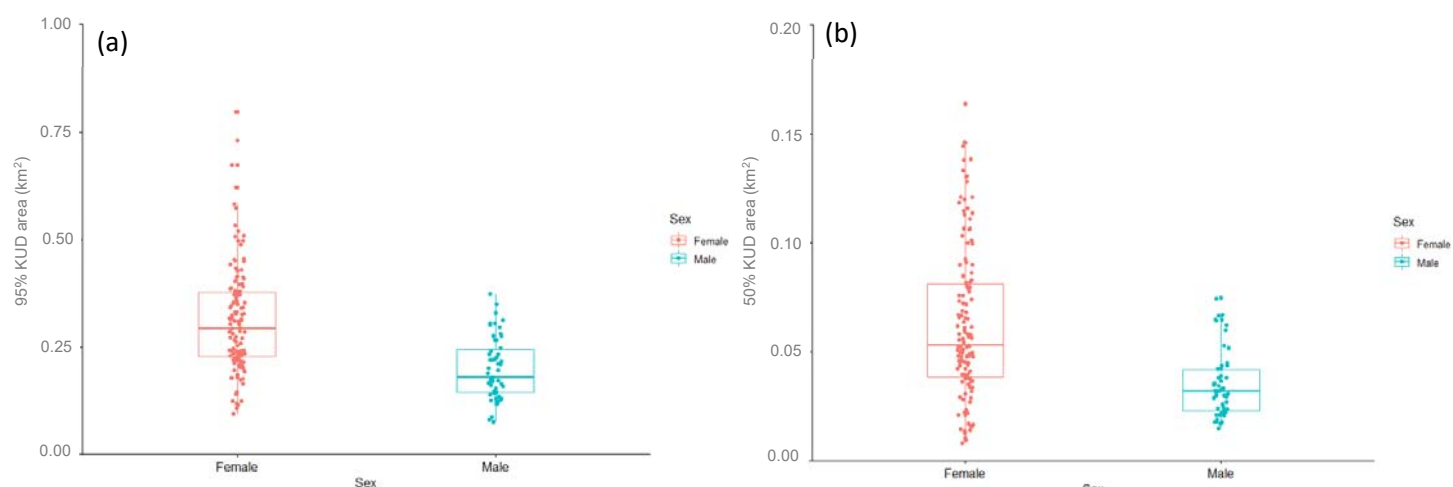 (a)
95% KUD area (km²)
1.00
0.75
0.50
0.25
0.00
Female
Male
Sex
Sex
Female
Male
(b)
50% KUD area (km²)
0.20
0.15
0.10
0.05
0.00
Female
Male
Sex
Female
Male